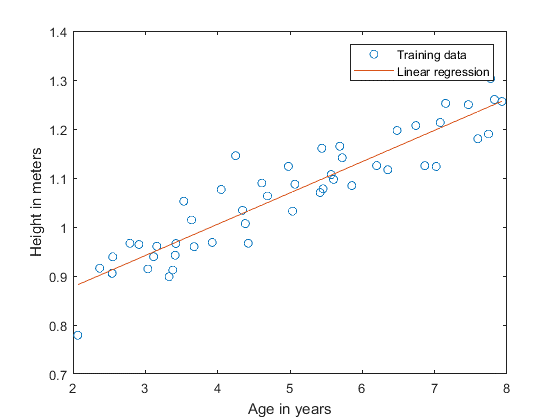 1.4
1.3
1.2
1.1
1
0.9
0.8
0.7
2 3 4 5 6 7 8
Height in meters
Age in years
Training data
Linear regression